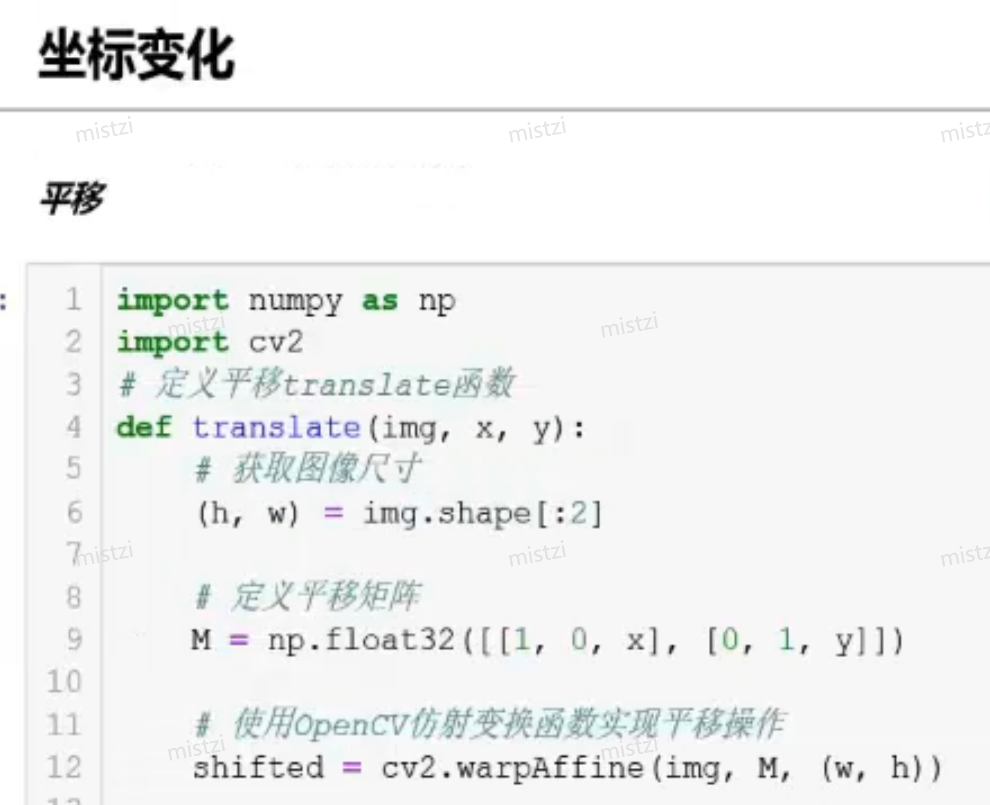 坐标变化
mistzi mistzi mistz
平移
: 1 import numpy as np
mistzi mistzi
2 import cv2
3 # 定义平移translate函数
4 def translate(img, x, y):
5     # 获取图像尺寸
6     (h, w) = img.shape[:2]
7
mistzi mistzi mistz
8     # 定义平移矩阵
9     M = np.float32([[1, 0, x], [0, 1, y]])
10
11     # 使用OpenCV仿射变换函数实现平移操作
mistzi mistzi
12     shifted = cv2.warpAffine(img, M, (w, h))